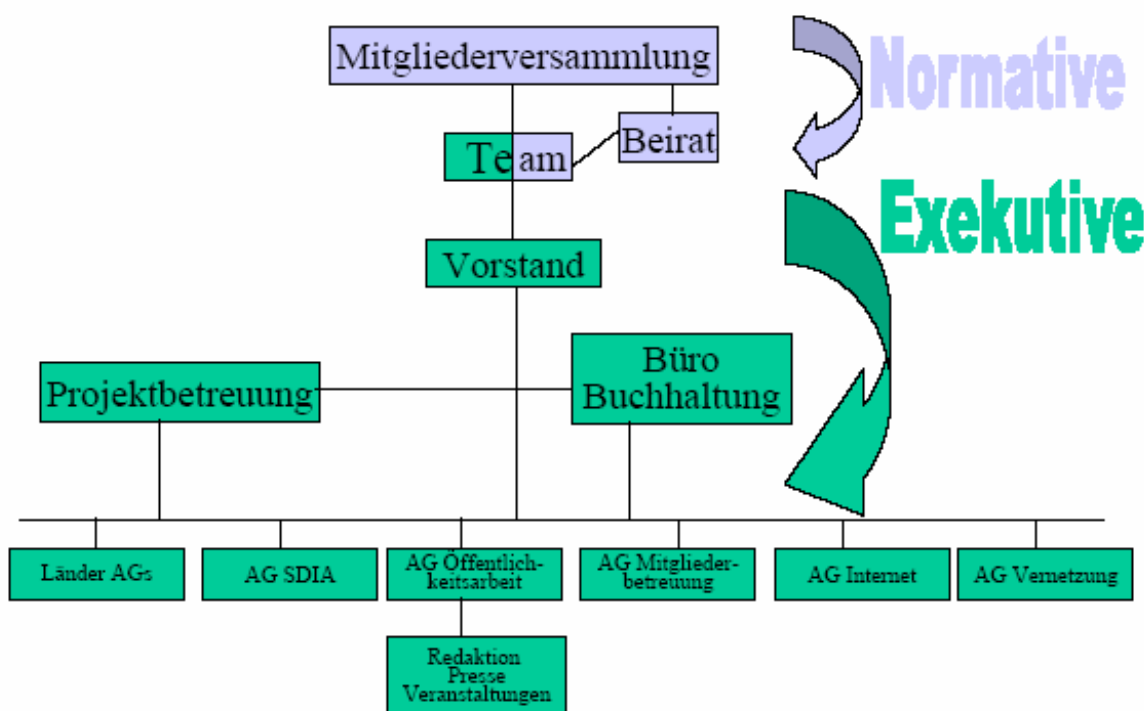 Mitgliederversammlung
Normative
Beirat
Team
Exekutive
Vorstand
Projektbetreuung
Büro
Buchhaltung
Länder AGs
AG SDIA
AG Öffentlich-
keitsarbeit
AG Mitglieder-
betreuung
AG Internet
AG Vernetzung
Redaktion
Presse
Veranstaltungen